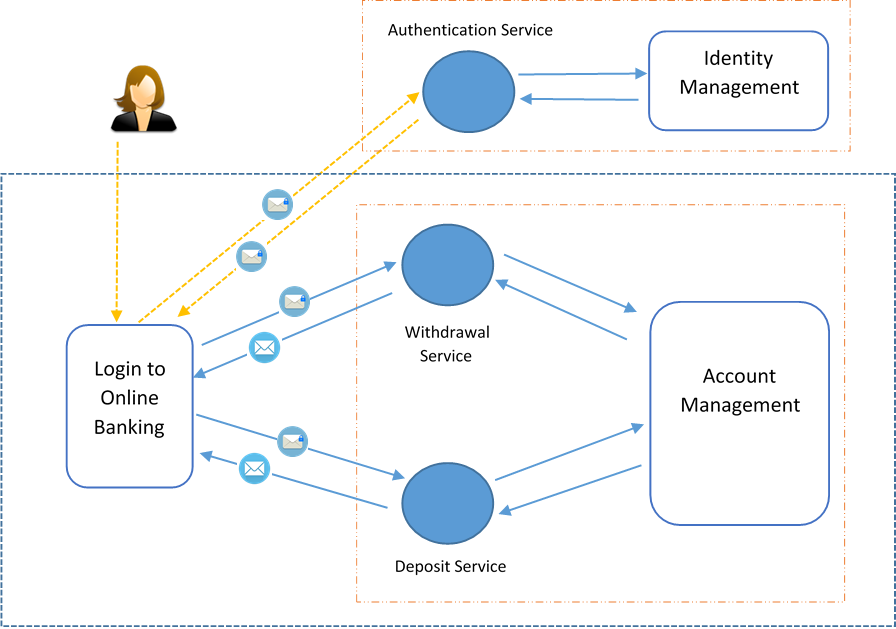 Authentication Service
Identity
Management
Withdrawal
Service
Login to
Online
Banking
Account
Management
Deposit Service